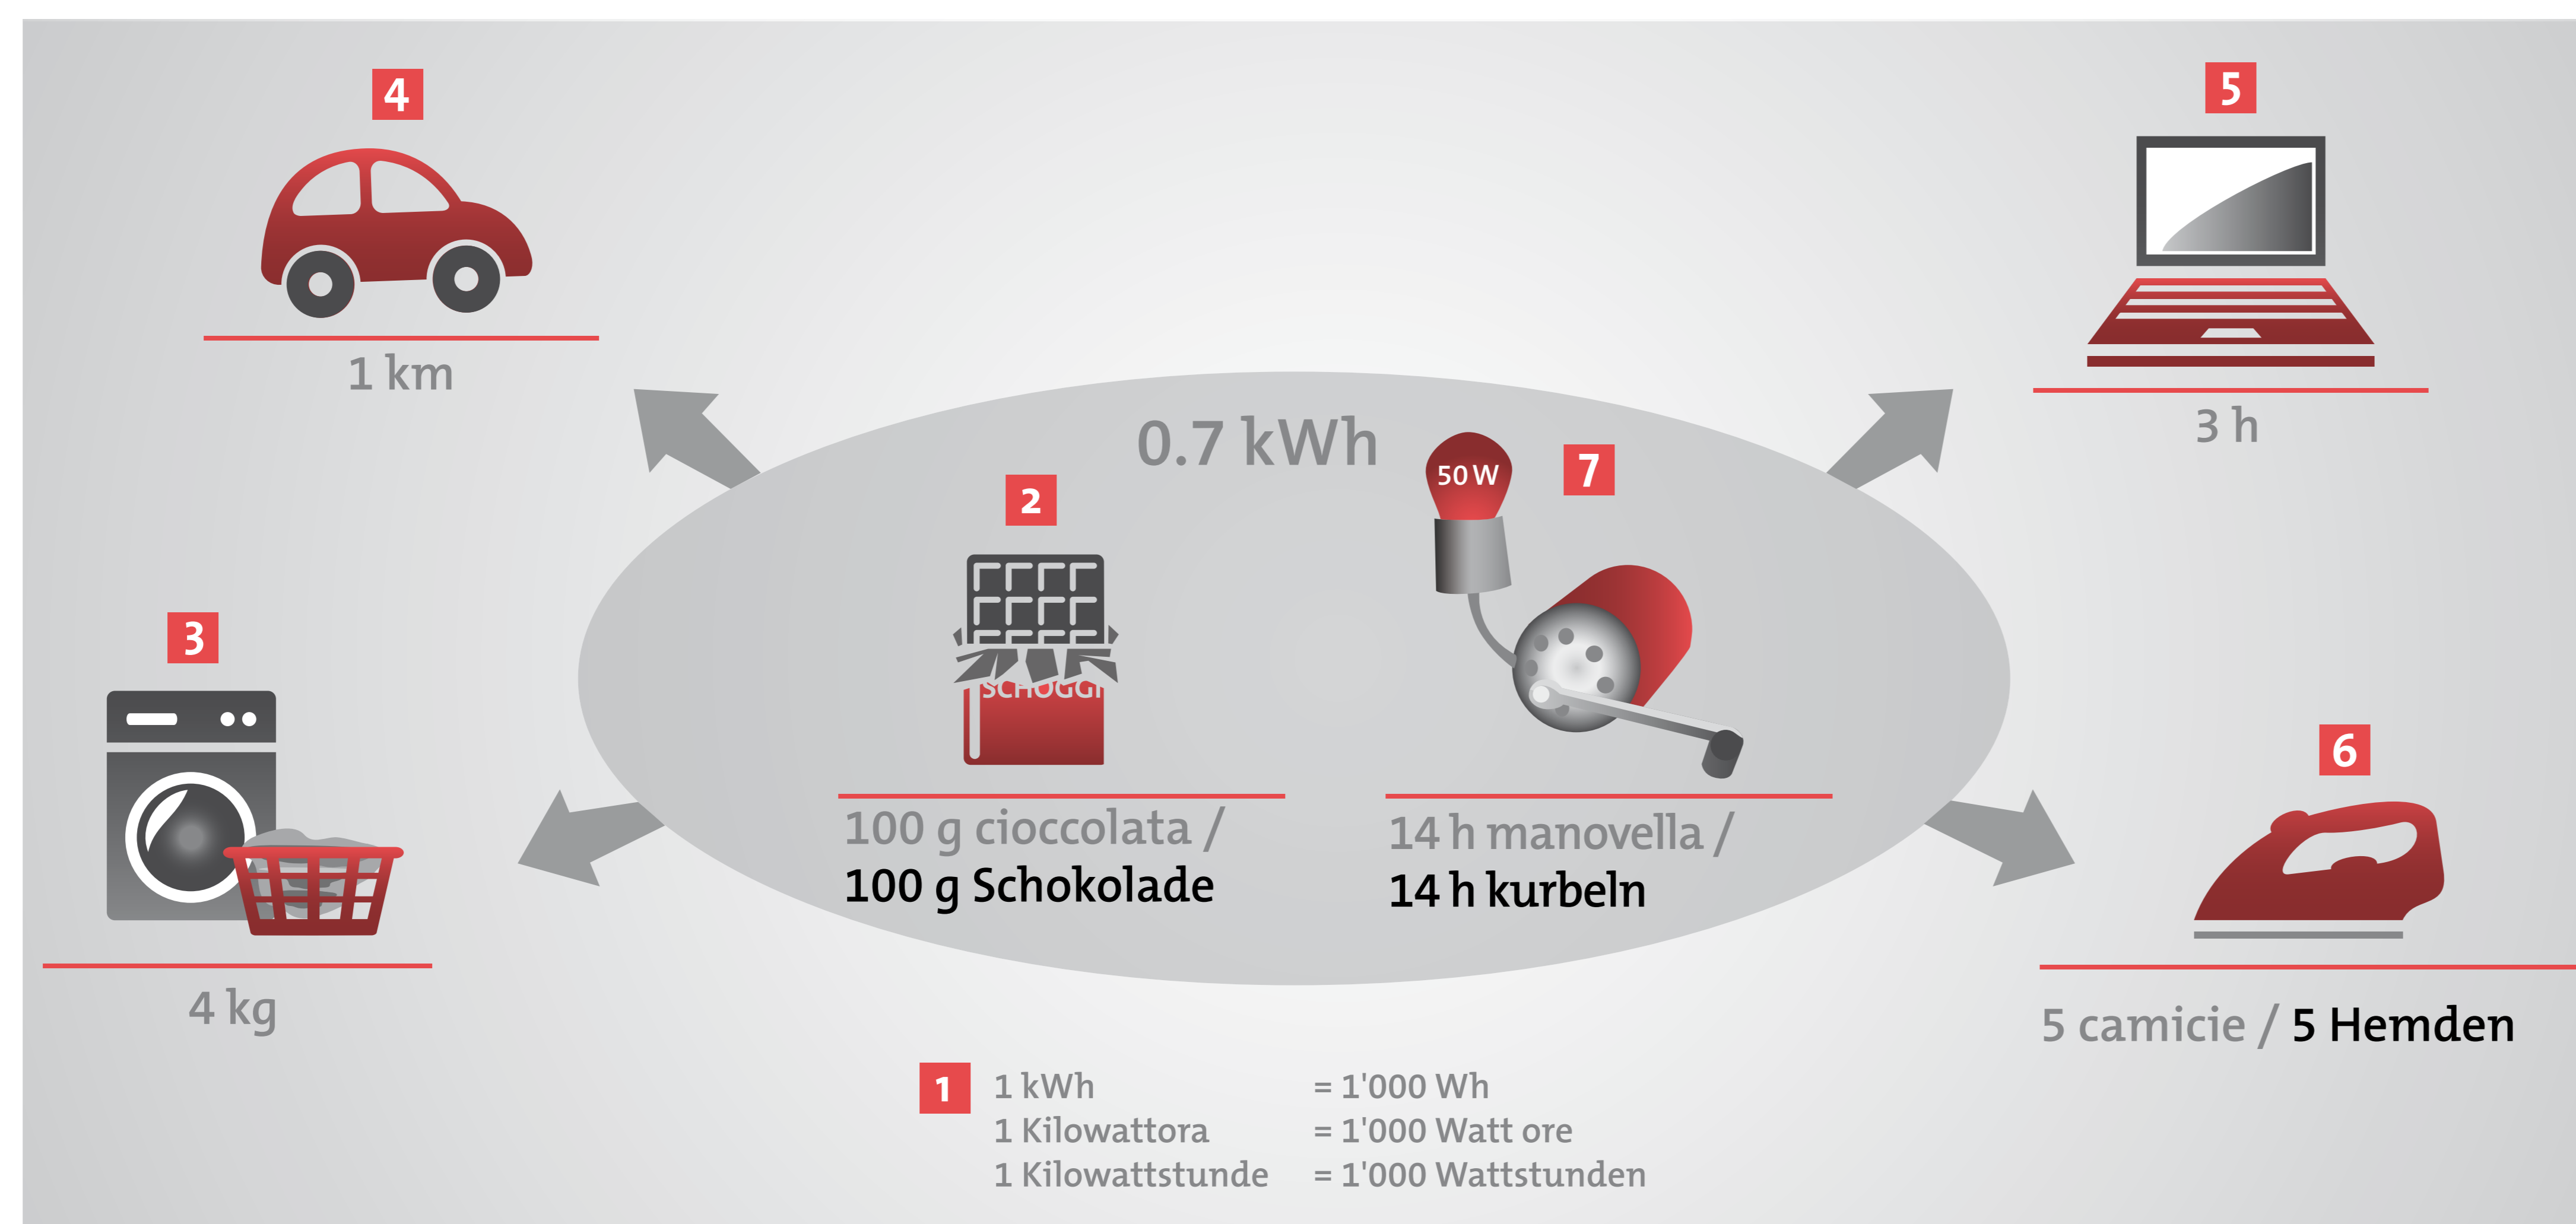 4
1 km
5
3 h
0.7 kWh
50 W
7
2
SCHOGGI
100 g cioccolata /
100 g Schokolade
14 h manovella /
14 h kurbeln
3
4 kg
6
5 camicie / 5 Hemden
1
1 kWh = 1'000 Wh
1 Kilowattora = 1'000 Watt ore
1 Kilowattstunde = 1'000 Wattstunden